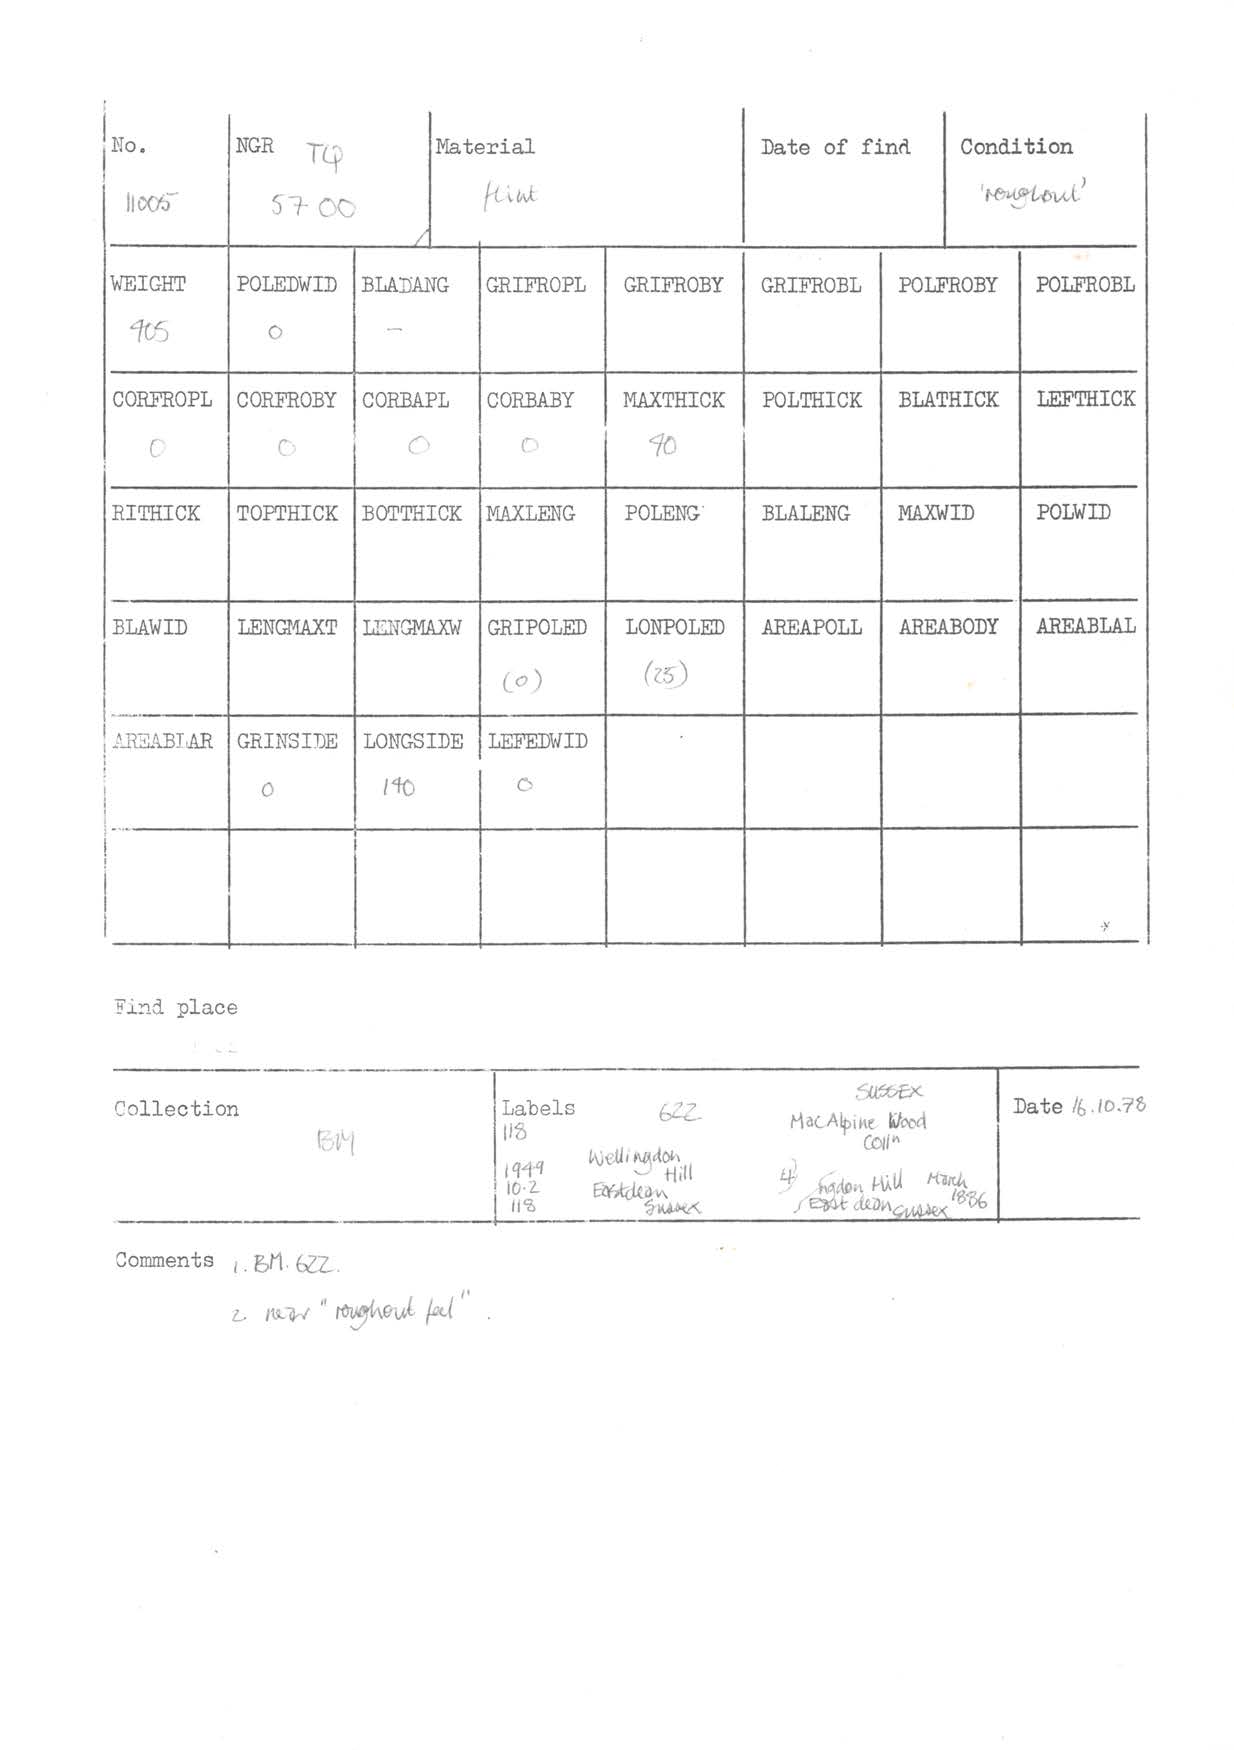 No. NGR TQ Material Date of find Condition
11005 57 00 flint 'roughout'
WEIGHT POLEDWID BLADANG GRIFROPL GRIFROBY GRIFROBL POLFROBY POLFROBL
405 0 –
CORFROPL CORFROBY CORBAPL CORBABY MAXTHICK POLTHICK BLATHICK LEFTHICK
0 0 0 0 40
RITHICK TOPTHICK BOTTHICK MAXLENG POLENG BLALENG MAXWID POLWID
BLAWID LENGMAXT LENGMAXW GRIPOLED LONPOLED AREAPOLL AREABODY AREABLAL
(0) (25)
AREABLAR GRINSIDE LONGSIDE LEFEDWID
0 140 0
Find place
Collection
BM
Labels 622
118
1949
10.2
118
Wellingdon
Hill
Eastdean
Sussex
SUSSEX
MacAlpine Wood
Colln
ngdon Hill March
East dean Sussex 1886
Date 16.10.78
Comments 1. BM. 622.
2 near "roughout feel".